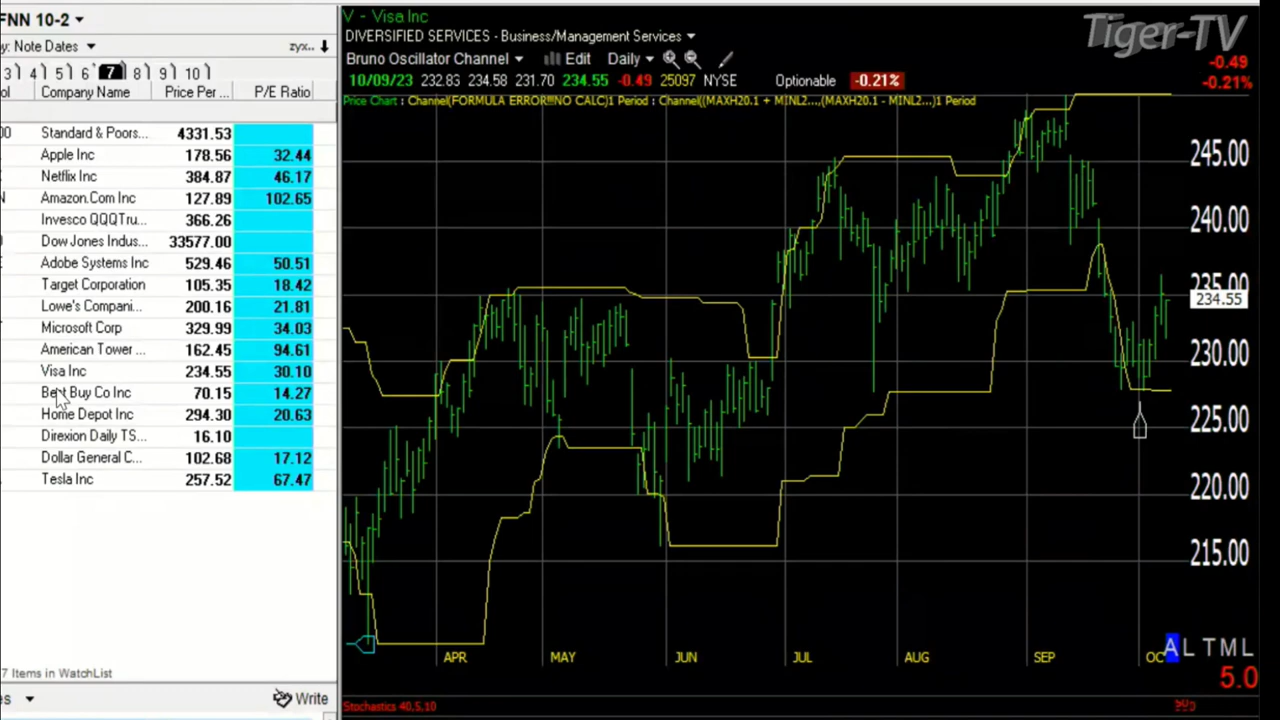 FNN 10-2
y: Note Dates
zyx..
3 4 5 6 7 8 9 10
ol Company Name Price Per ... P/E Ratio
00 Standard & Poors... 4331.53
Apple Inc 178.56 32.44
Netflix Inc 384.87 46.17
N Amazon.Com Inc 127.89 102.65
Invesco QQQTru... 366.26
Dow Jones Indus... 33577.00
Adobe Systems Inc 529.46 50.51
Target Corporation 105.35 18.42
Lowe's Compani... 200.16 21.81
Microsoft Corp 329.99 34.03
American Tower ... 162.45 94.61
Visa Inc 234.55 30.10
Best Buy Co Inc 70.15 14.27
Home Depot Inc 294.30 20.63
Direxion Daily TS... 16.10
Dollar General C... 102.68 17.12
Tesla Inc 257.52 67.47
7 Items in WatchList
es
Write
V - Visa Inc
DIVERSIFIED SERVICES - Business/Management Services
Bruno Oscillator Channel Edit Daily
10/09/23 232.83 234.58 231.70 234.55 -0.49 25097 NYSE Optionable -0.21%
Price Chart : Channel(FORMULA ERROR!!!NO CALC)1 Period : Channel((MAXH20.1 + MINL2...,(MAXH20.1 - MINL2...)1 Period
Tiger-TV
-0.49
-0.21%
245.00
240.00
235.00
234.55
230.00
225.00
220.00
215.00
APR MAY JUN JUL AUG SEP OC
A L T M L
5.0
Stochastics 40,5,10